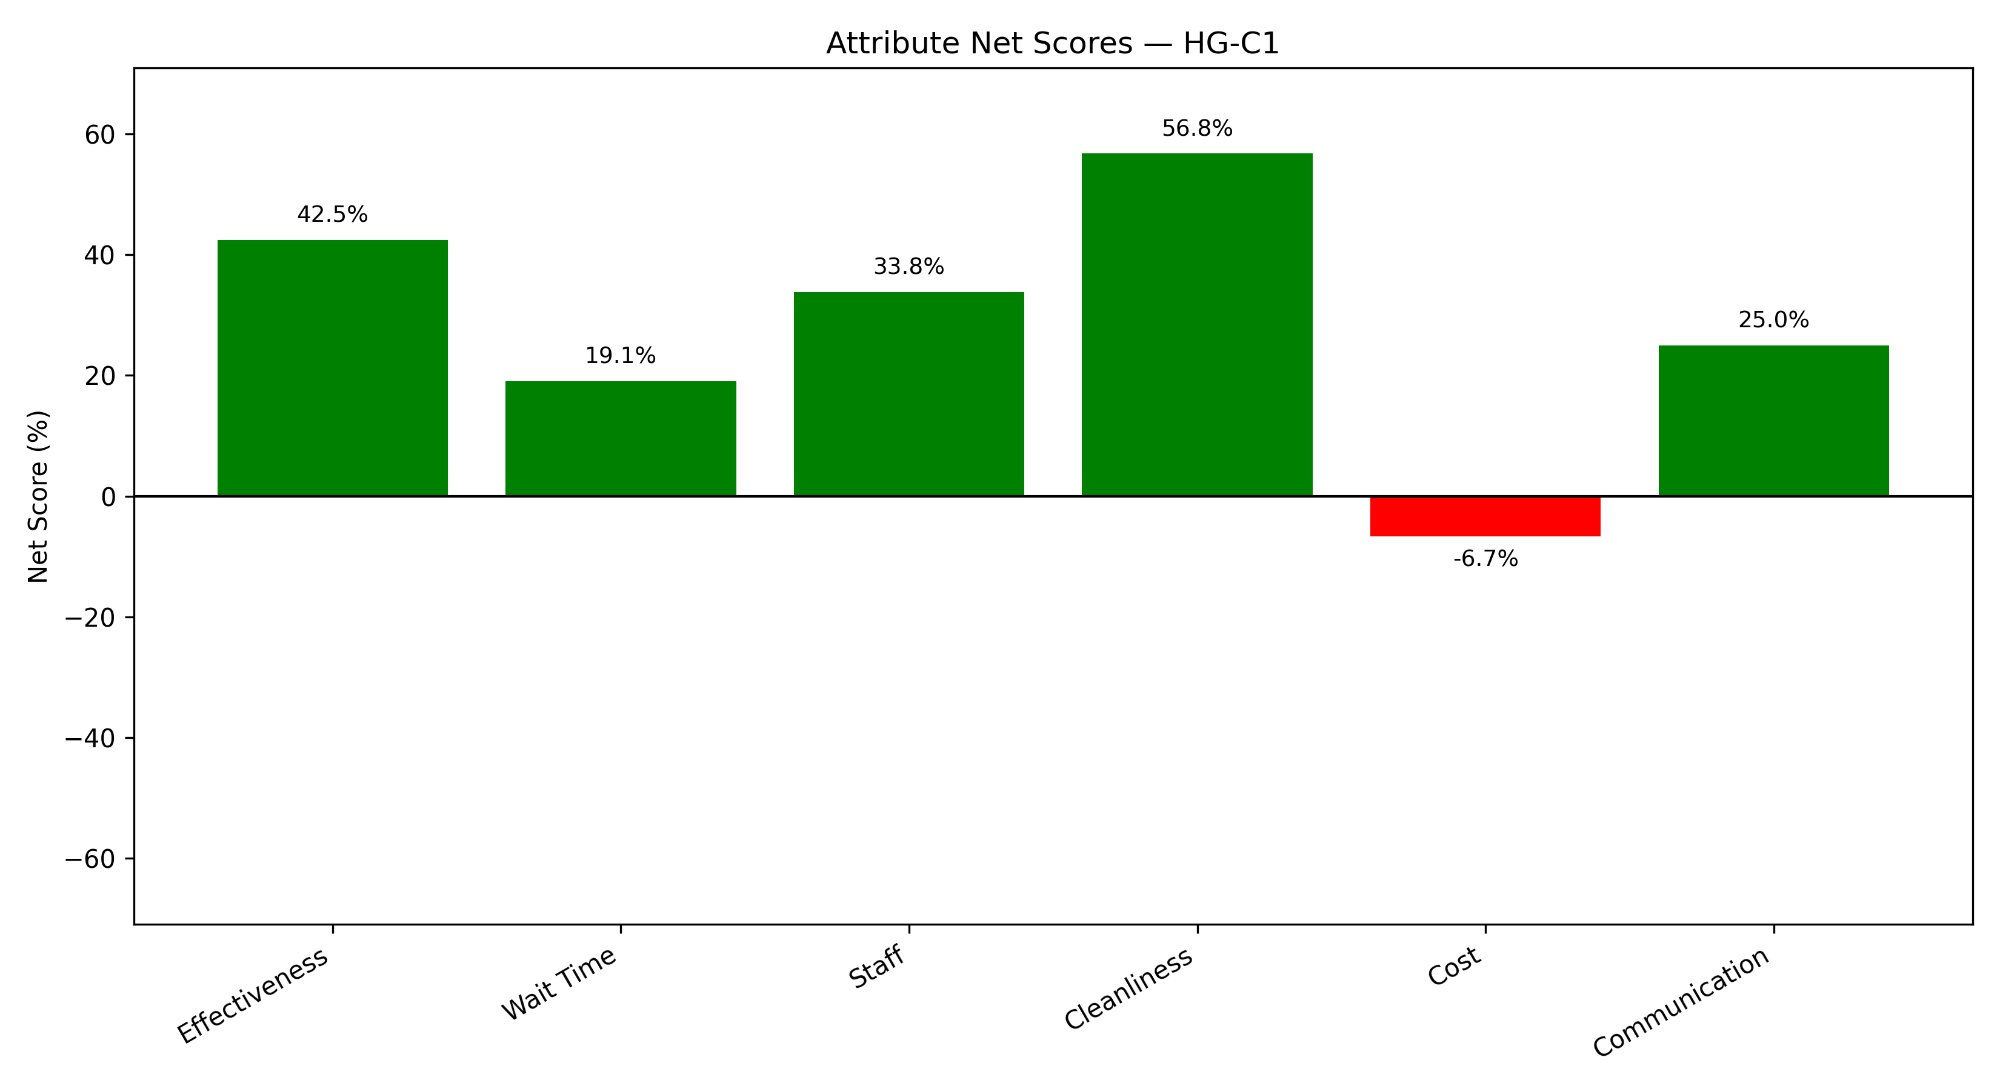 Attribute Net Scores — HG-C1
Net Score (%)
60
40
20
0
−20
−40
−60
42.5%
19.1%
33.8%
56.8%
-6.7%
25.0%
Effectiveness
Wait Time
Staff
Cleanliness
Cost
Communication